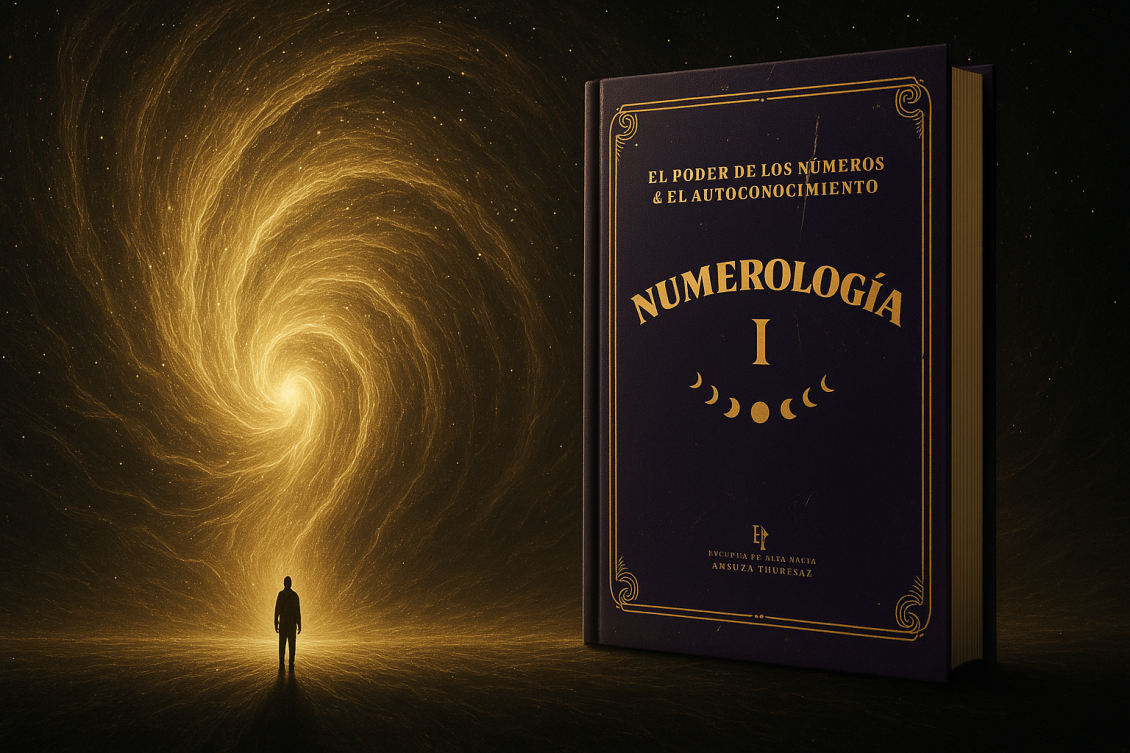 EL PODER DE LOS NÚMEROS
& EL AUTOCONOCIMIENTO
NUMEROLOGÍA
I
ANSUZA THURESAZ